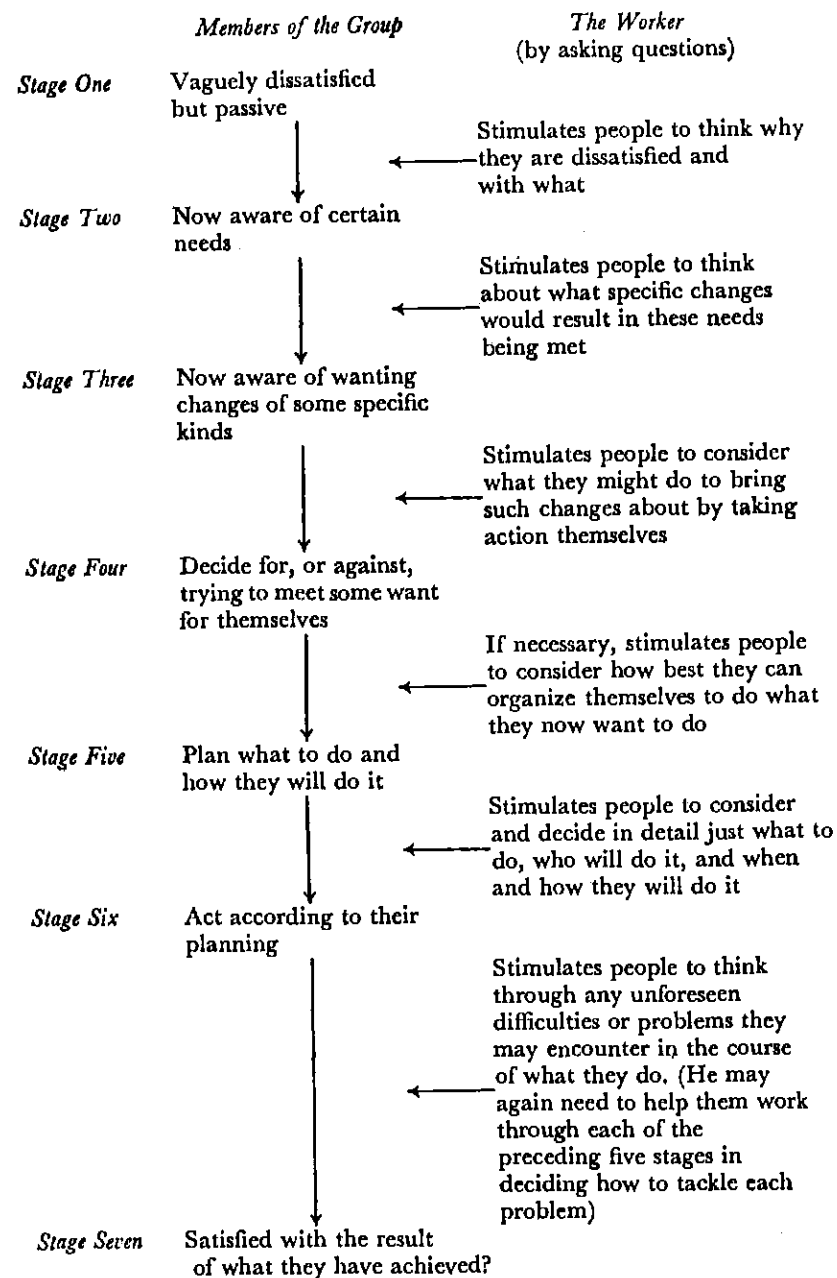 Members of the Group
The Worker
(by asking questions)
Stage One
Vaguely dissatisfied
but passive
Stimulates people to think why
they are dissatisfied and
with what
Stage Two
Now aware of certain
needs
Stimulates people to think
about what specific changes
would result in these needs
being met
Stage Three
Now aware of wanting
changes of some specific
kinds
Stimulates people to consider
what they might do to bring
such changes about by taking
action themselves
Stage Four
Decide for, or against,
trying to meet some want
for themselves
If necessary, stimulates people
to consider how best they can
organize themselves to do what
they now want to do
Stage Five
Plan what to do and
how they will do it
Stimulates people to consider
and decide in detail just what to
do, who will do it, and when
and how they will do it
Stage Six
Act according to their
planning
Stimulates people to think
through any unforeseen
difficulties or problems they
may encounter in the course
of what they do. (He may
again need to help them work
through each of the
preceding five stages in
deciding how to tackle each
problem)
Stage Seven
Satisfied with the result
of what they have achieved?